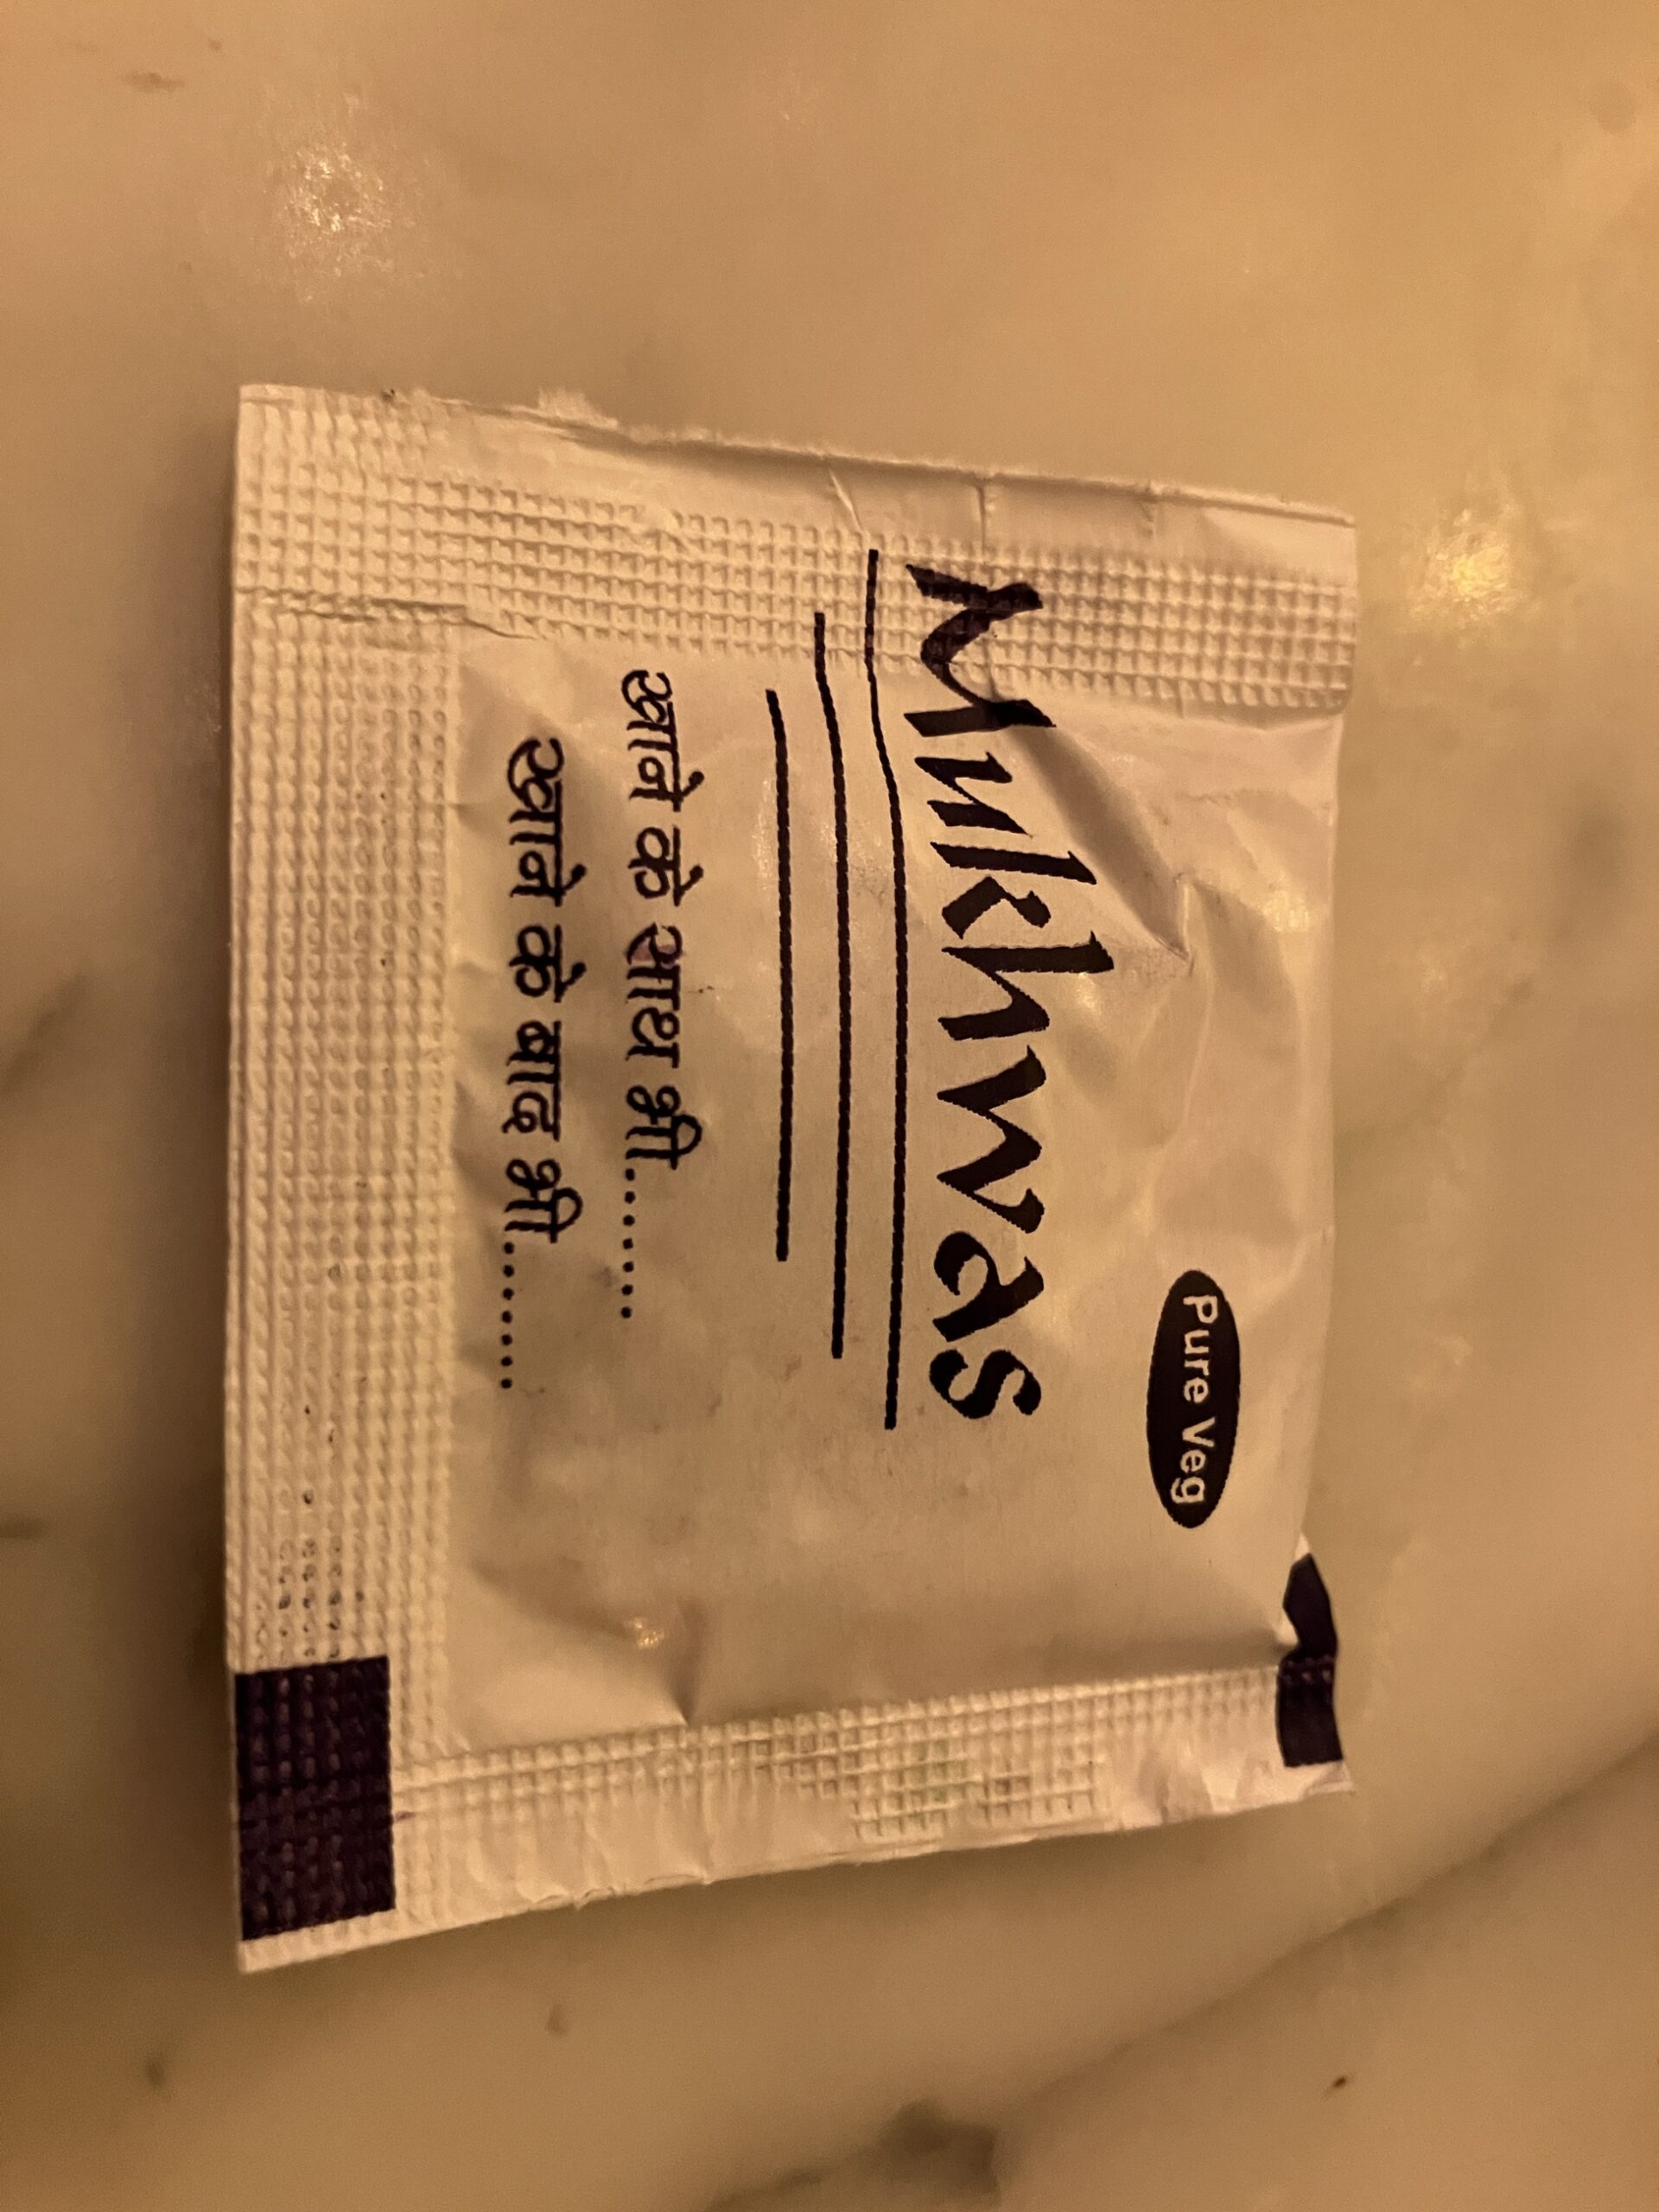 Pure Veg
Mukhwas
खाने के साथ भी........
खाने के बाद भी........